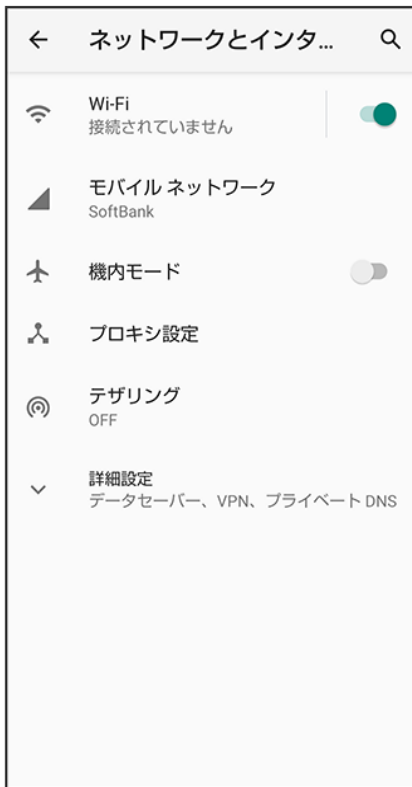 ネットワークとインタ...
Wi-Fi
接続されていません
モバイル ネットワーク
SoftBank
機内モード
プロキシ設定
テザリング
OFF
詳細設定
データセーバー、VPN、プライベート DNS